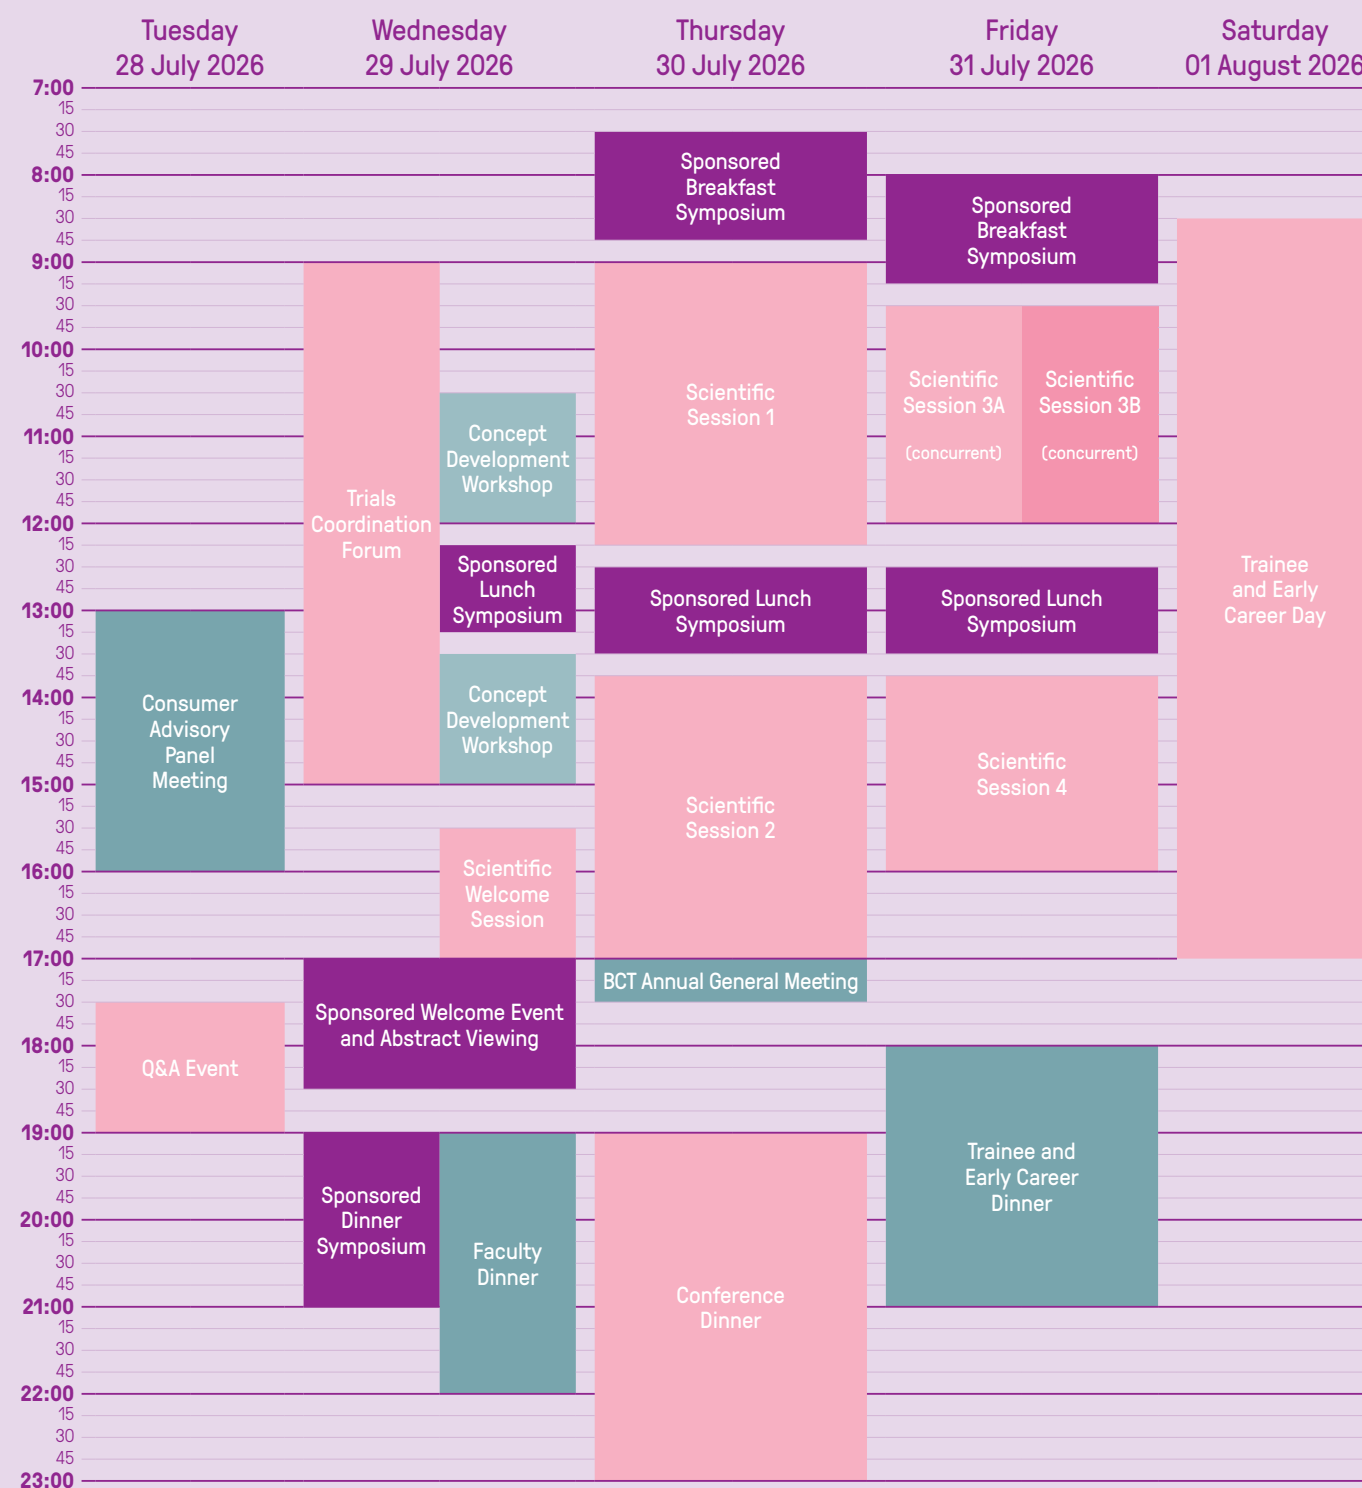 Tuesday
28 July 2026
Wednesday
29 July 2026
Thursday
30 July 2026
Friday
31 July 2026
Saturday
01 August 2026
7:00
15
30
45
8:00
15
30
45
9:00
15
30
45
10:00
15
30
45
11:00
15
30
45
12:00
15
30
45
13:00
15
30
45
14:00
15
30
45
15:00
15
30
45
16:00
15
30
45
17:00
15
30
45
18:00
15
30
45
19:00
15
30
45
20:00
15
30
45
21:00
15
30
45
22:00
15
30
45
23:00
Consumer
Advisory
Panel
Meeting
Q&A Event
Trials
Coordination
Forum
Concept
Development
Workshop
Sponsored
Lunch
Symposium
Concept
Development
Workshop
Scientific
Welcome
Session
Sponsored Welcome Event
and Abstract Viewing
Sponsored
Dinner
Symposium
Faculty
Dinner
Sponsored
Breakfast
Symposium
Scientific
Session 1
Sponsored Lunch
Symposium
Scientific
Session 2
BCT Annual General Meeting
Conference
Dinner
Sponsored
Breakfast
Symposium
Scientific
Session 3A
(concurrent)
Scientific
Session 3B
(concurrent)
Sponsored Lunch
Symposium
Scientific
Session 4
Trainee and
Early Career
Dinner
Trainee
and Early
Career Day